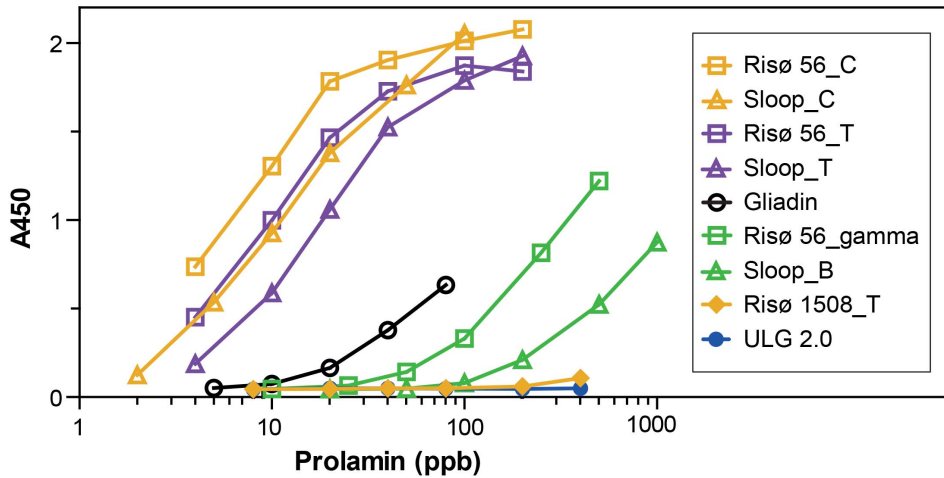 2
1
0
A450
1
10
100
1000
Prolamin (ppb)
Risø 56_C
Sloop_C
Risø 56_T
Sloop_T
Gliadin
Risø 56_gamma
Sloop_B
Risø 1508_T
ULG 2.0